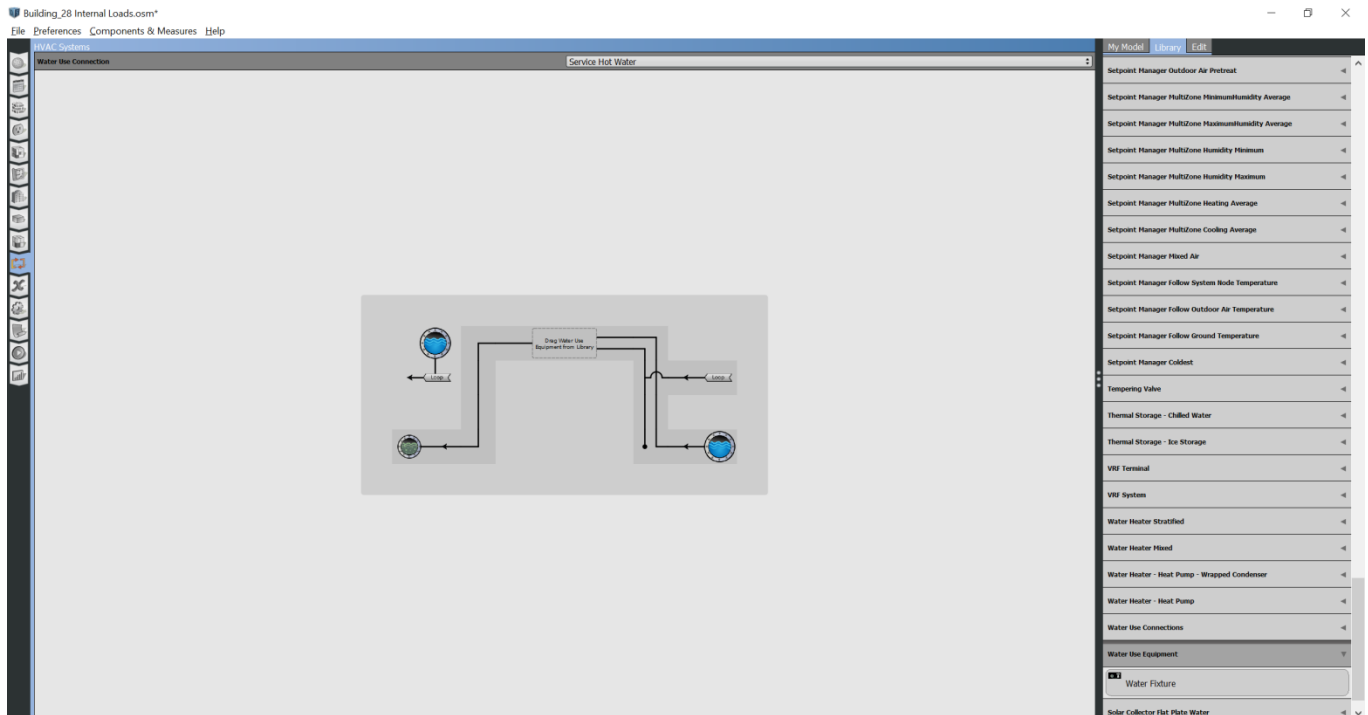 Building_28 Internal Loads.osm*
File Preferences Components & Measures Help
HVAC Systems
My Model Library Edit
Water Use Connection
Service Hot Water
Setpoint Manager Outdoor Air Pretreat
Setpoint Manager MultiZone MinimumHumidity Average
Setpoint Manager MultiZone MaximumHumidity Average
Setpoint Manager MultiZone Humidity Minimum
Setpoint Manager MultiZone Humidity Maximum
Setpoint Manager MultiZone Heating Average
Setpoint Manager MultiZone Cooling Average
Setpoint Manager Mixed Air
Setpoint Manager Follow System Node Temperature
Setpoint Manager Follow Outdoor Air Temperature
Setpoint Manager Follow Ground Temperature
Setpoint Manager Coldest
Tempering Valve
Thermal Storage - Chilled Water
Thermal Storage - Ice Storage
VRF Terminal
VRF System
Water Heater Stratified
Water Heater Mixed
Water Heater - Heat Pump - Wrapped Condenser
Water Heater - Heat Pump
Water Use Connections
Water Use Equipment
Water Fixture
Solar Collector Flat Plate Water
Drag Water Use
Equipment from Library
Loop
Loop